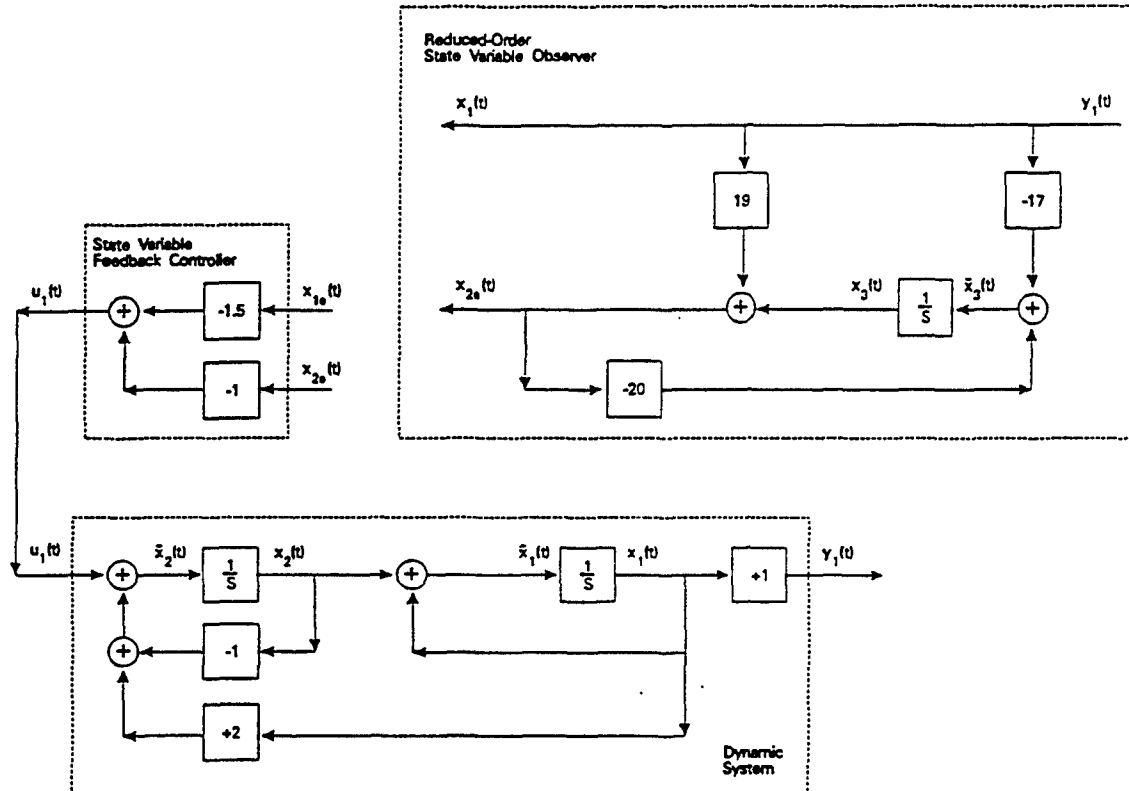 Reduced-Order
State Variable Observer
x₁(t)
y₁(t)
19
-17
State Variable
Feedback Controller
u₁(t)
-1.5
x₁ₑ(t)
x₂ₑ(t)
+
x₃(t)
1/S
x̄₃(t)
+
+
-1
x₂ₑ(t)
-20
u₁(t)
x̄₂(t)
x₂(t)
x̄₁(t)
x₁(t)
y₁(t)
+
1/S
+
1/S
+1
+
-1
+2
Dynamic
System